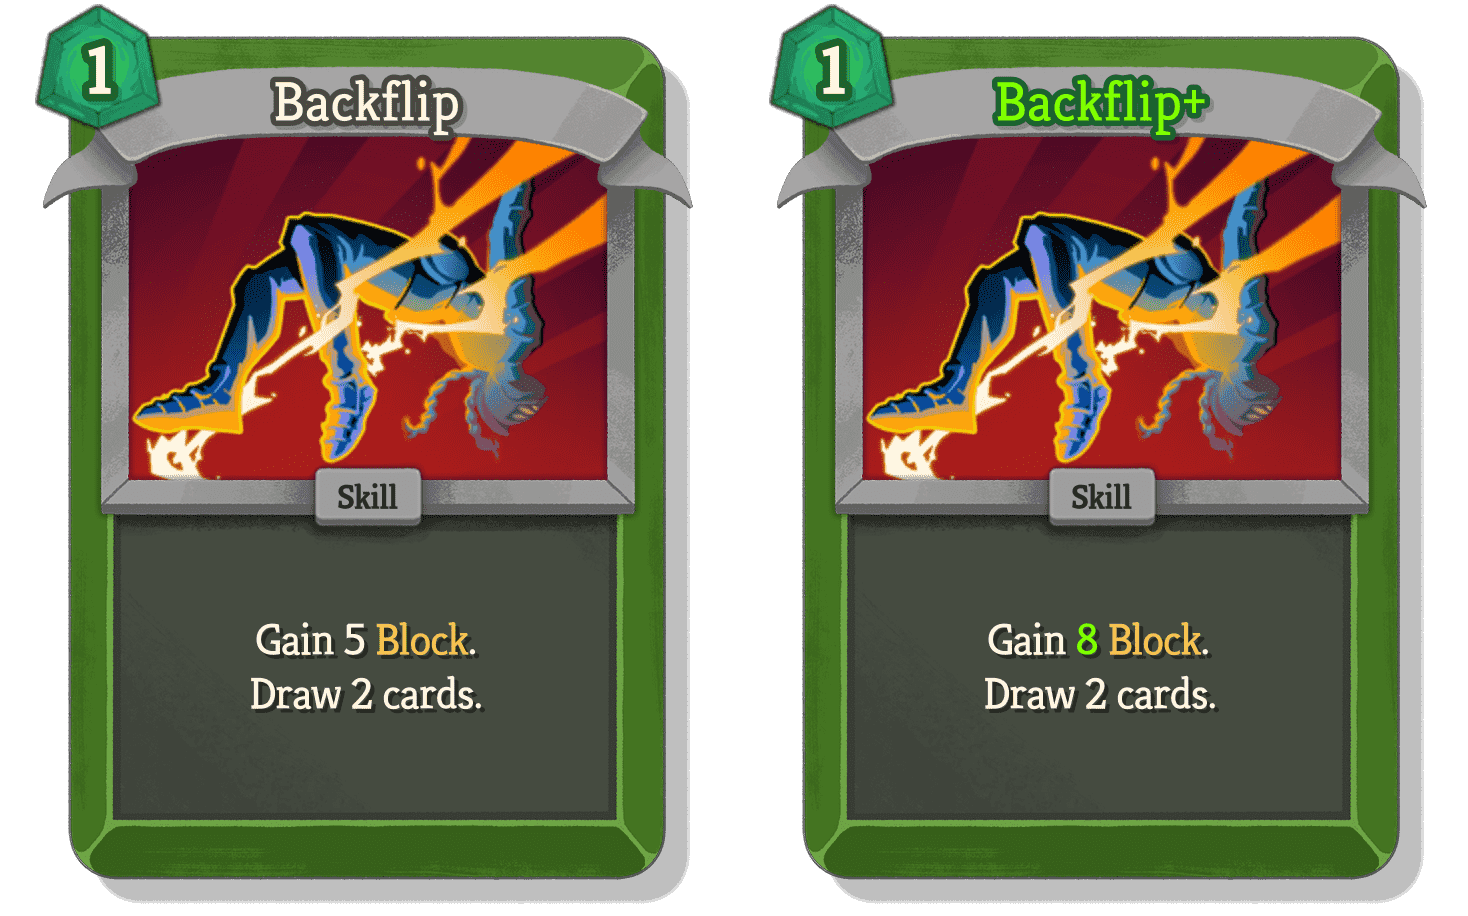 1
Backflip
Skill
Gain 5 Block.
Draw 2 cards.
1
Backflip+
Skill
Gain 8 Block.
Draw 2 cards.